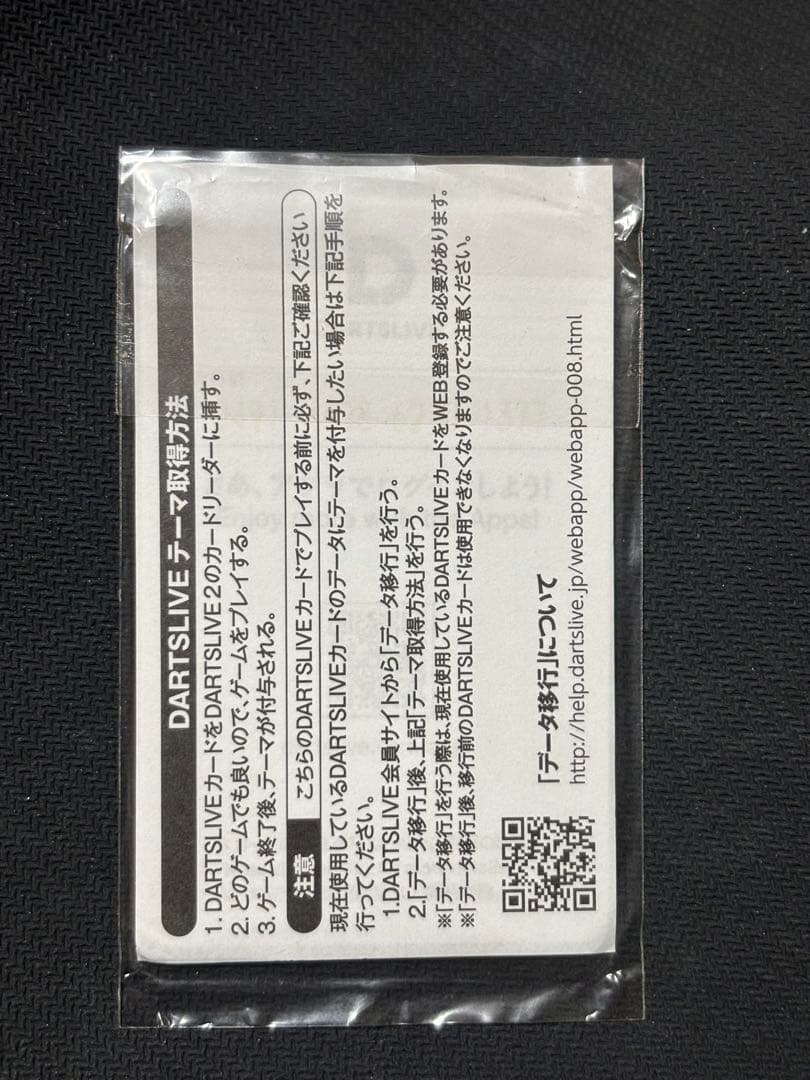 DARTSLIVE テーマ取得方法
1. DARTSLIVEカードをDARTSLIVE2のカードリーダーに挿す。
2. どのゲームでも良いので、ゲームをプレイする。
3. ゲーム終了後、テーマが付与される。
注意 こちらのDARTSLIVEカードでプレイする前に必ず、下記ご確認ください
現在使用しているDARTSLIVEカードのデータにテーマを付与したい場合は下記手順を
行ってください。
1.DARTSLIVE会員サイトから「データ移行」を行う。
2.「データ移行」後、上記「テーマ取得方法」を行う。
※「データ移行」を行う際は、現在使用しているDARTSLIVEカードをWEB登録する必要があります。
※「データ移行」後、移行前のDARTSLIVEカードは使用できなくなりますのでご注意ください。
「データ移行」について
http://help.dartslive.jp/webapp/webapp-008.html